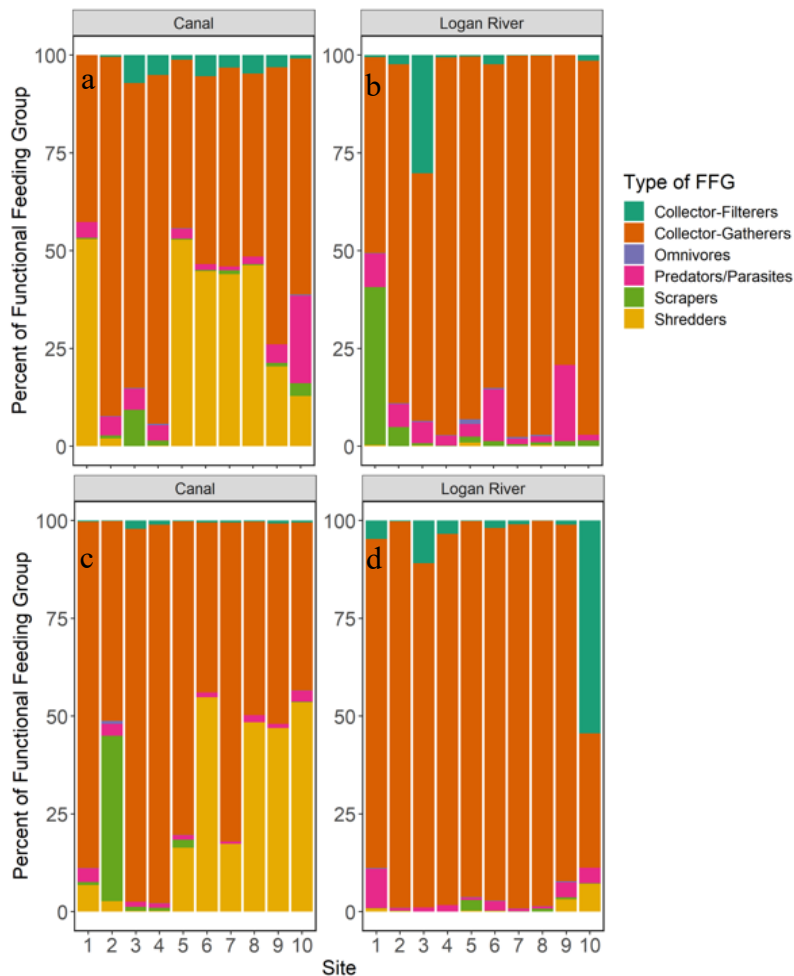 Canal
Logan River
Percent of Functional Feeding Group
100
75
50
25
0
a
b
Type of FFG
Collector-Filterers
Collector-Gatherers
Omnivores
Predators/Parasites
Scrapers
Shredders
Canal
Logan River
Percent of Functional Feeding Group
100
75
50
25
0
c
d
1 2 3 4 5 6 7 8 9 10
1 2 3 4 5 6 7 8 9 10
Site